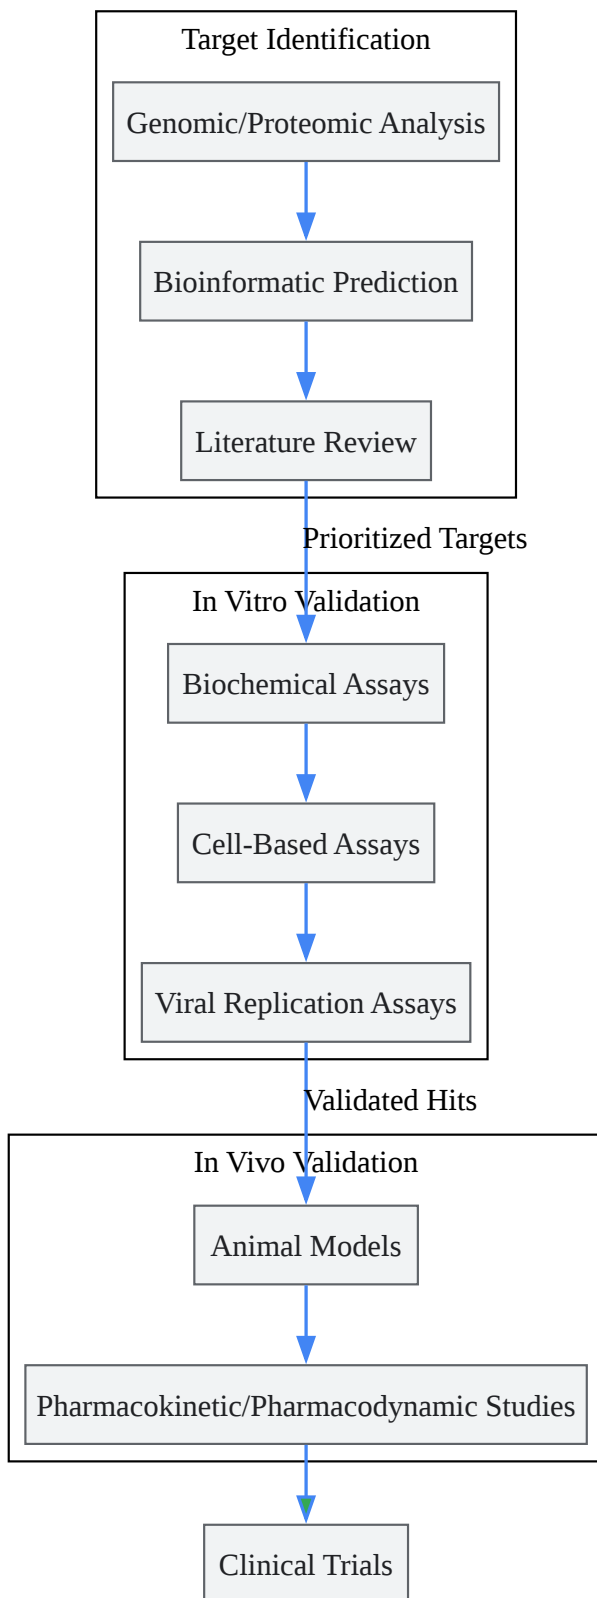 Target Identification
Genomic/Proteomic Analysis
Bioinformatic Prediction
Literature Review
Prioritized Targets
In Vitro Validation
Biochemical Assays
Cell-Based Assays
Viral Replication Assays
Validated Hits
In Vivo Validation
Animal Models
Pharmacokinetic/Pharmacodynamic Studies
Clinical Trials